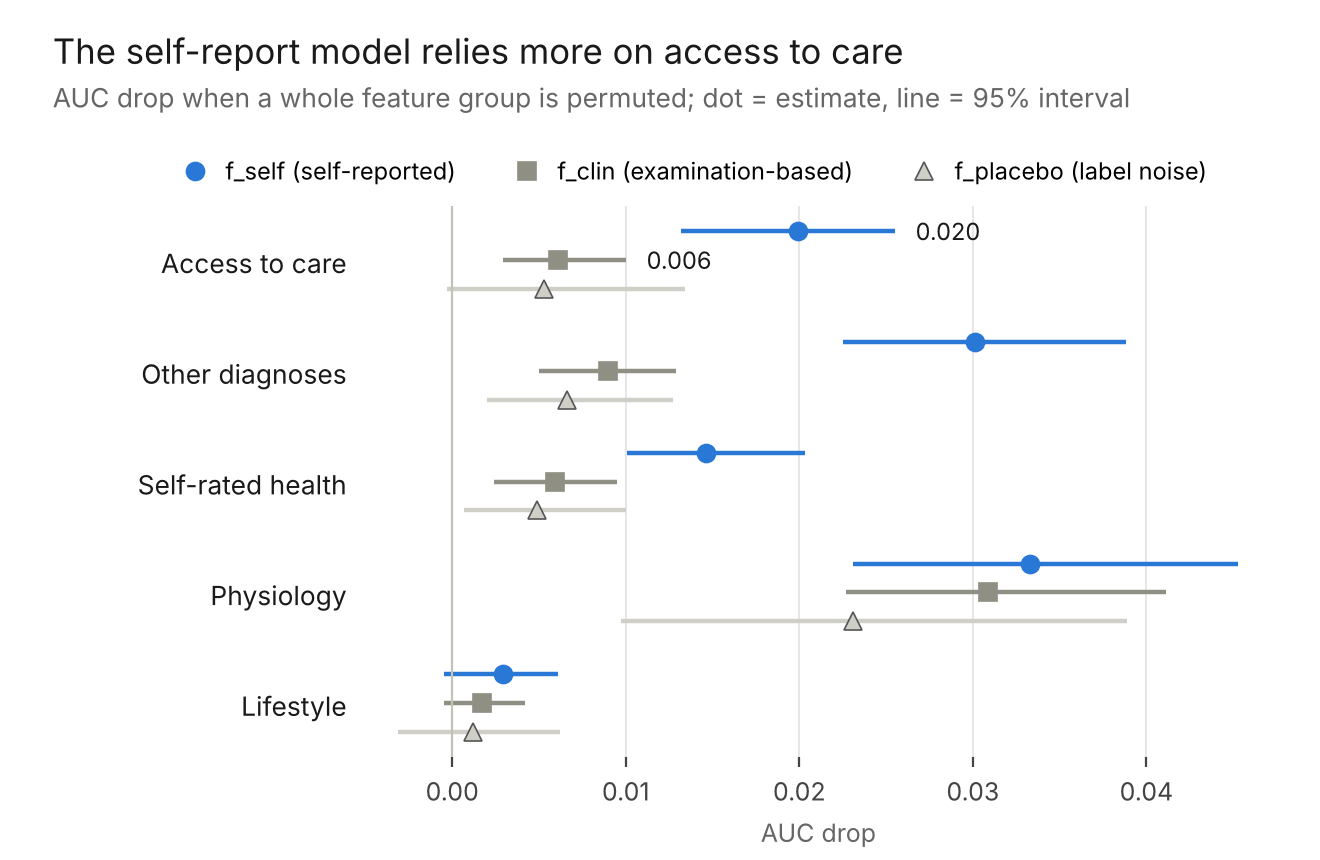 The self-report model relies more on access to care
AUC drop when a whole feature group is permuted; dot = estimate, line = 95% interval
f_self (self-reported) f_clin (examination-based) f_placebo (label noise)
0.020
Access to care 0.006
Other diagnoses
Self-rated health
Physiology
Lifestyle
0.00 0.01 0.02 0.03 0.04
AUC drop